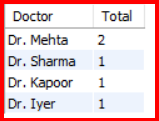 Doctor Total
Dr. Mehta 2
Dr. Sharma 1
Dr. Kapoor 1
Dr. Iyer 1